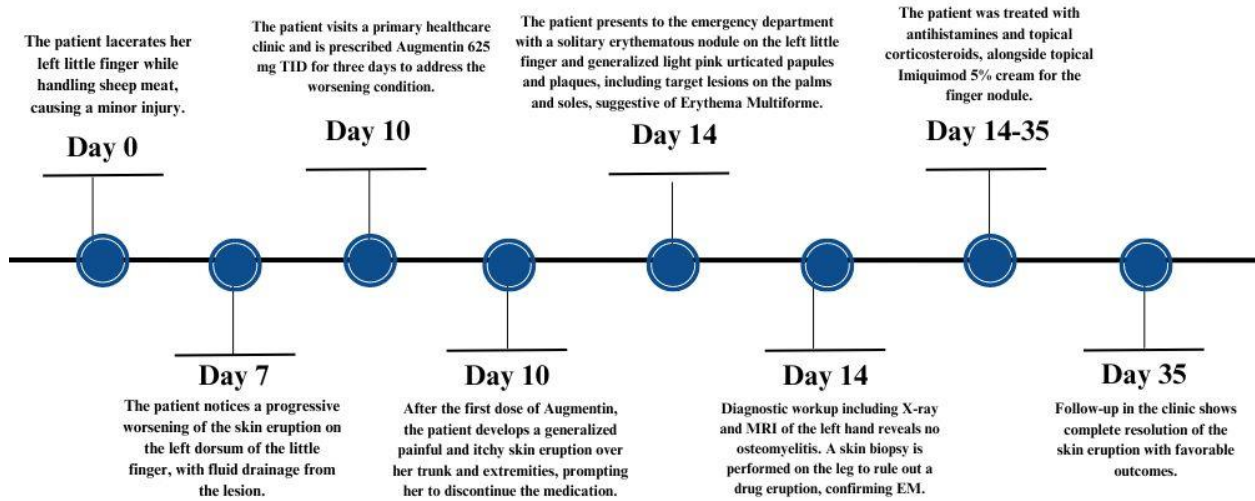 The patient lacerates her
left little finger while
handling sheep meat,
causing a minor injury.
Day 0
The patient visits a primary healthcare
clinic and is prescribed Augmentin 625
mg TID for three days to address the
worsening condition.
Day 10
The patient presents to the emergency department
with a solitary erythematous nodule on the left little
finger and generalized light pink urticated papules
and plaques, including target lesions on the palms
and soles, suggestive of Erythema Multiforme.
Day 14
The patient was treated with
antihistamines and topical
corticosteroids, alongside topical
Imiquimod 5% cream for the
finger nodule.
Day 14-35
Day 7
The patient notices a progressive
worsening of the skin eruption on
the left dorsum of the little
finger, with fluid drainage from
the lesion.
Day 10
After the first dose of Augmentin,
the patient develops a generalized
painful and itchy skin eruption over
her trunk and extremities, prompting
her to discontinue the medication.
Day 14
Diagnostic workup including X-ray
and MRI of the left hand reveals no
osteomyelitis. A skin biopsy is
performed on the leg to rule out a
drug eruption, confirming EM.
Day 35
Follow-up in the clinic shows
complete resolution of the
skin eruption with favorable
outcomes.